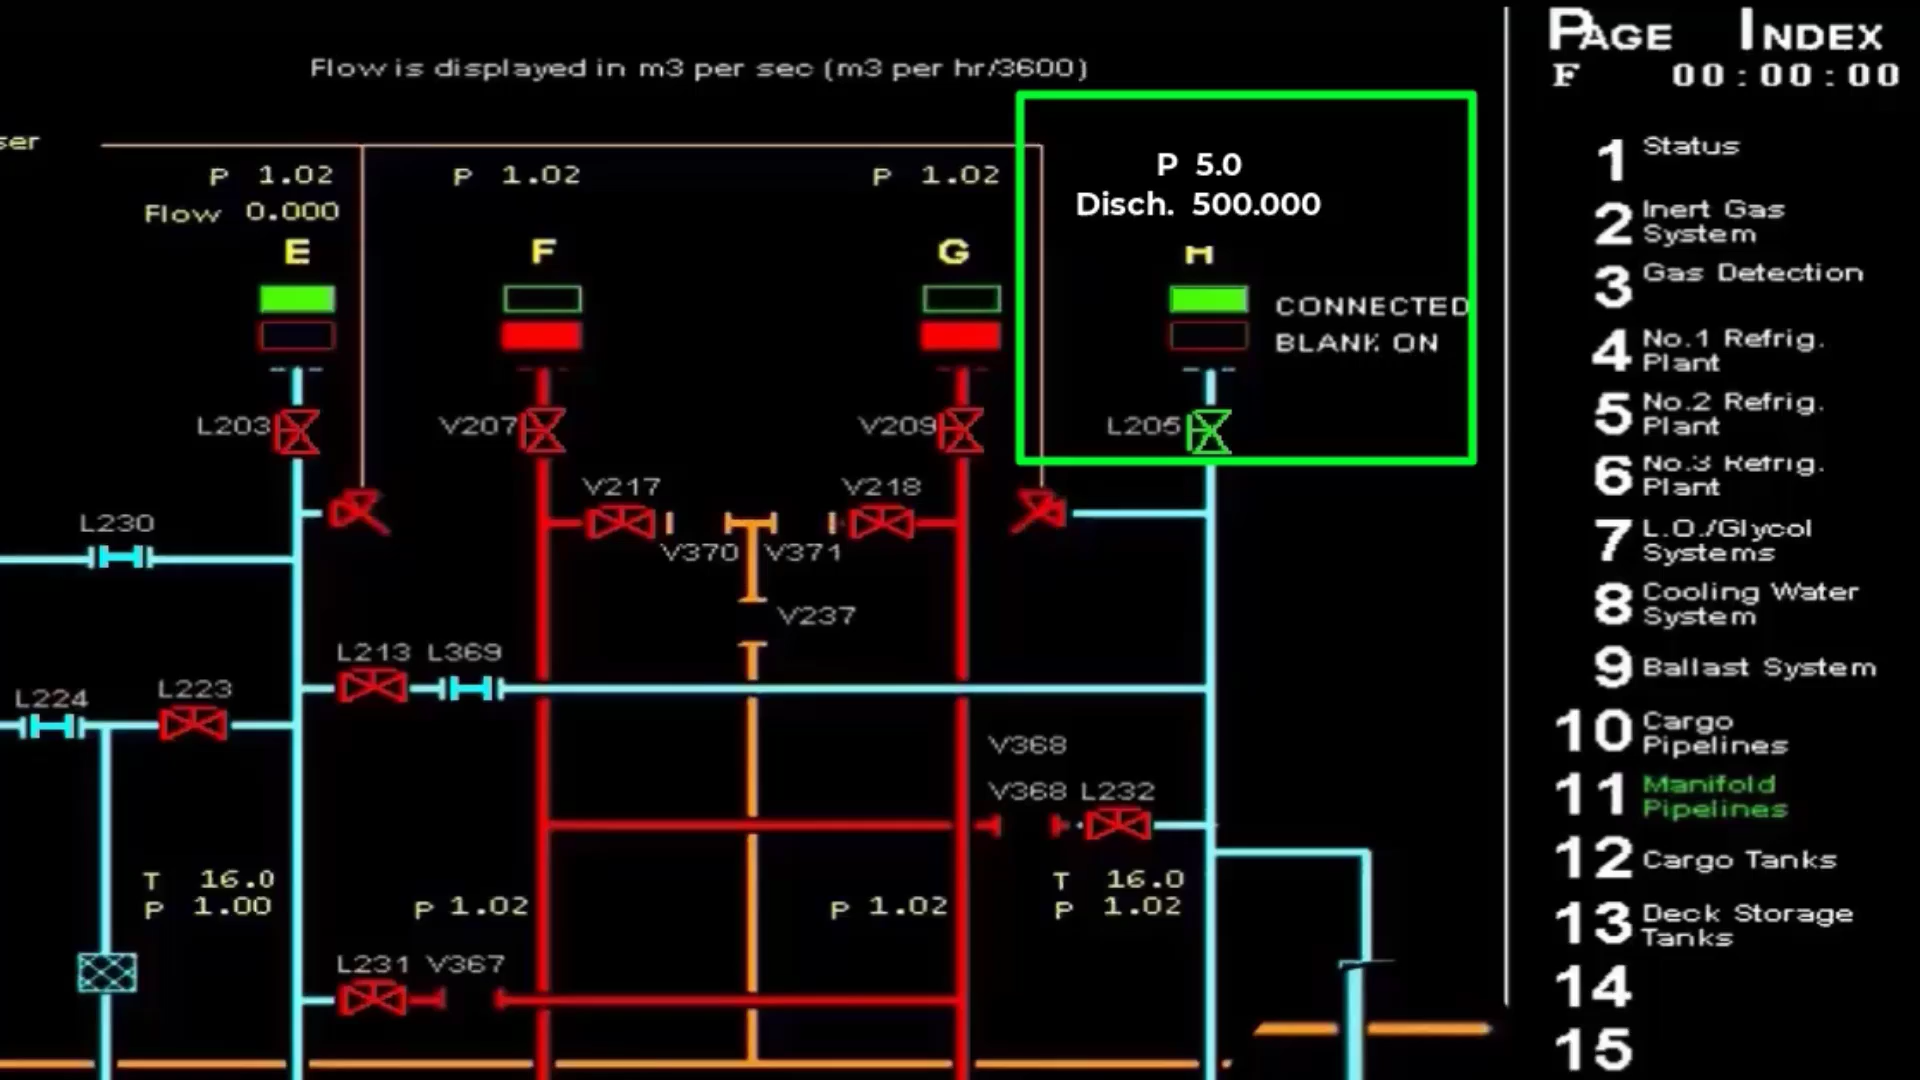 PAGE INDEX
F 00:00:00
Flow is displayed in m3 per sec (m3 per hr/3600)
ser
P 1.02
Flow 0.000
E
P 1.02
F
P 1.02
G
P 5.0
Disch. 500.000
H
CONNECTED
BLANK ON
L203
V207
V209
L205
V217
V218
L230
V370
V371
V237
L213
L369
L224
L223
V368
V368
L232
T 16.0
P 1.00
P 1.02
P 1.02
T 16.0
P 1.02
L231
V367
1 Status
2 Inert Gas
System
3 Gas Detection
4 No.1 Refrig.
Plant
5 No.2 Refrig.
Plant
6 No.3 Refrig.
Plant
7 L.O./Glycol
Systems
8 Cooling Water
System
9 Ballast System
10 Cargo
Pipelines
11 Manifold
Pipelines
12 Cargo Tanks
13 Deck Storage
Tanks
14
15